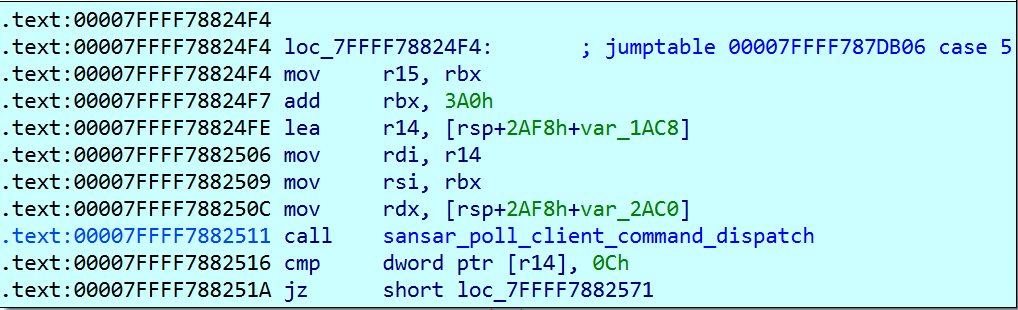 .text:00007FFFF78824F4
.text:00007FFFF78824F4 loc_7FFFF78824F4: ; jumptable 00007FFFF787DB06 case 5
.text:00007FFFF78824F4 mov r15, rbx
.text:00007FFFF78824F7 add rbx, 3A0h
.text:00007FFFF78824FE lea r14, [rsp+2AF8h+var_1AC8]
.text:00007FFFF7882506 mov rdi, r14
.text:00007FFFF7882509 mov rsi, rbx
.text:00007FFFF788250C mov rdx, [rsp+2AF8h+var_2AC0]
.text:00007FFFF7882511 call sansar_poll_client_command_dispatch
.text:00007FFFF7882516 cmp dword ptr [r14], 0Ch
.text:00007FFFF788251A jz short loc_7FFFF7882571